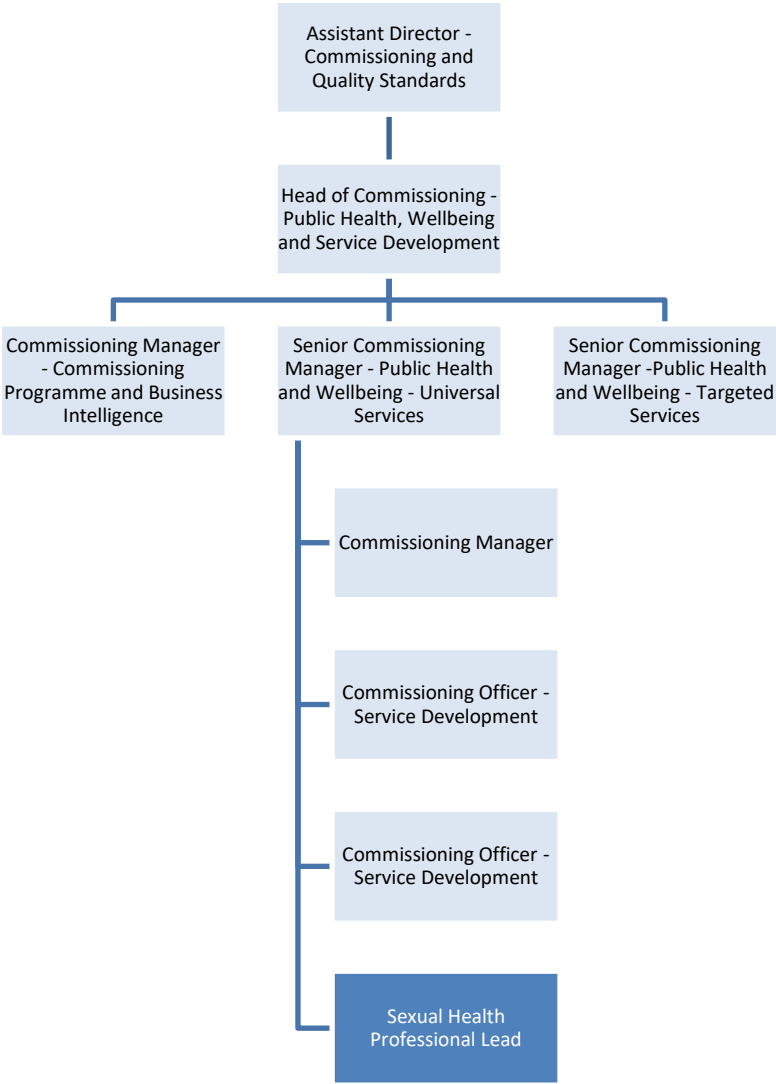 Assistant Director -
Commissioning and
Quality Standards
Head of Commissioning -
Public Health, Wellbeing
and Service Development
Commissioning Manager
- Commissioning
Programme and Business
Intelligence
Senior Commissioning
Manager - Public Health
and Wellbeing - Universal
Services
Senior Commissioning
Manager -Public Health
and Wellbeing - Targeted
Services
Commissioning Manager
Commissioning Officer -
Service Development
Commissioning Officer -
Service Development
Sexual Health
Professional Lead